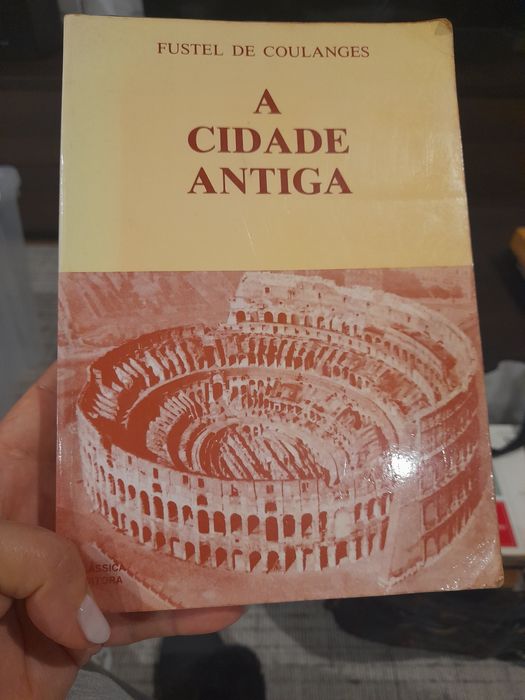 FUSTEL DE COULANGES
A
CIDADE
ANTIGA